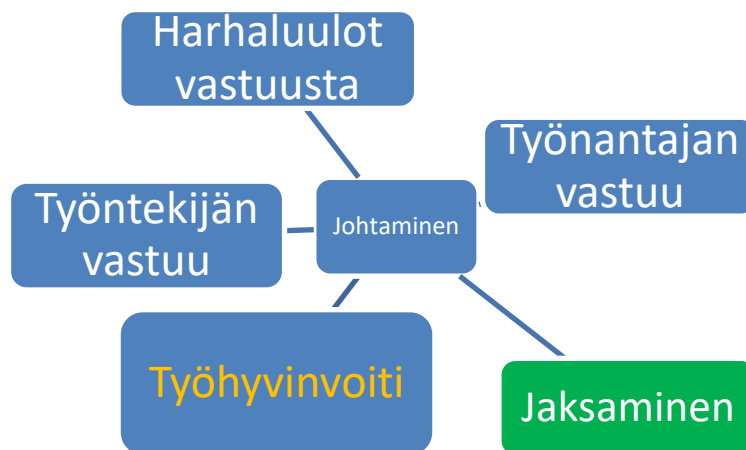 Harhaluulot
vastuusta
Työnantajan
vastuu
Työntekijän
vastuu
Johtaminen
Työhyvinvoiti
Jaksaminen